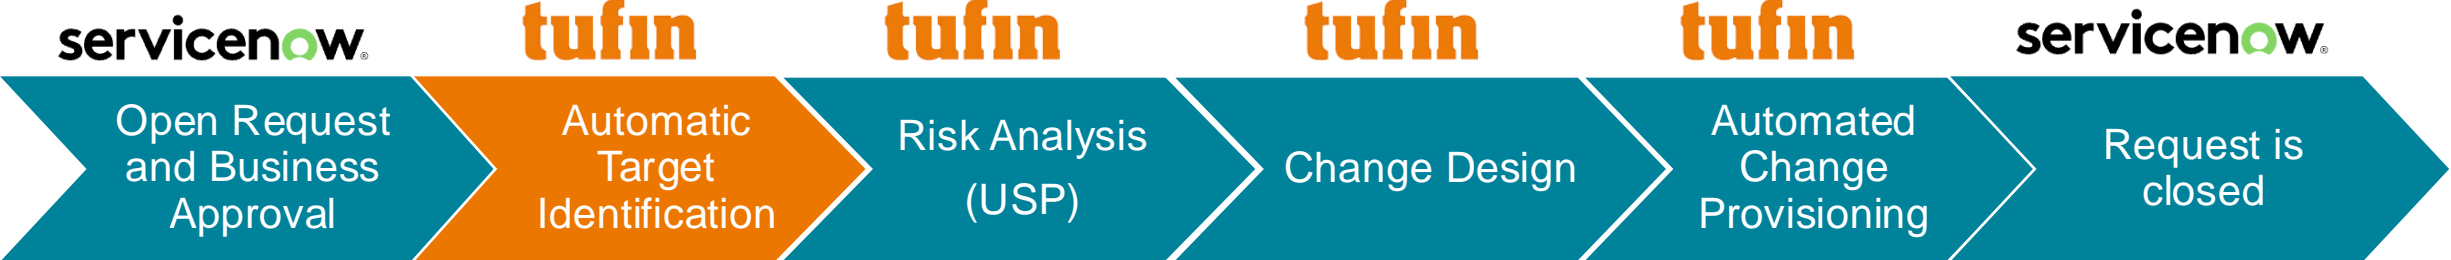 servicenow®
tufin
tufin
tufin
tufin
servicenow®
Open Request
and Business
Approval
Automatic
Target
Identification
Risk Analysis
(USP)
Change Design
Automated
Change
Provisioning
Request is
closed